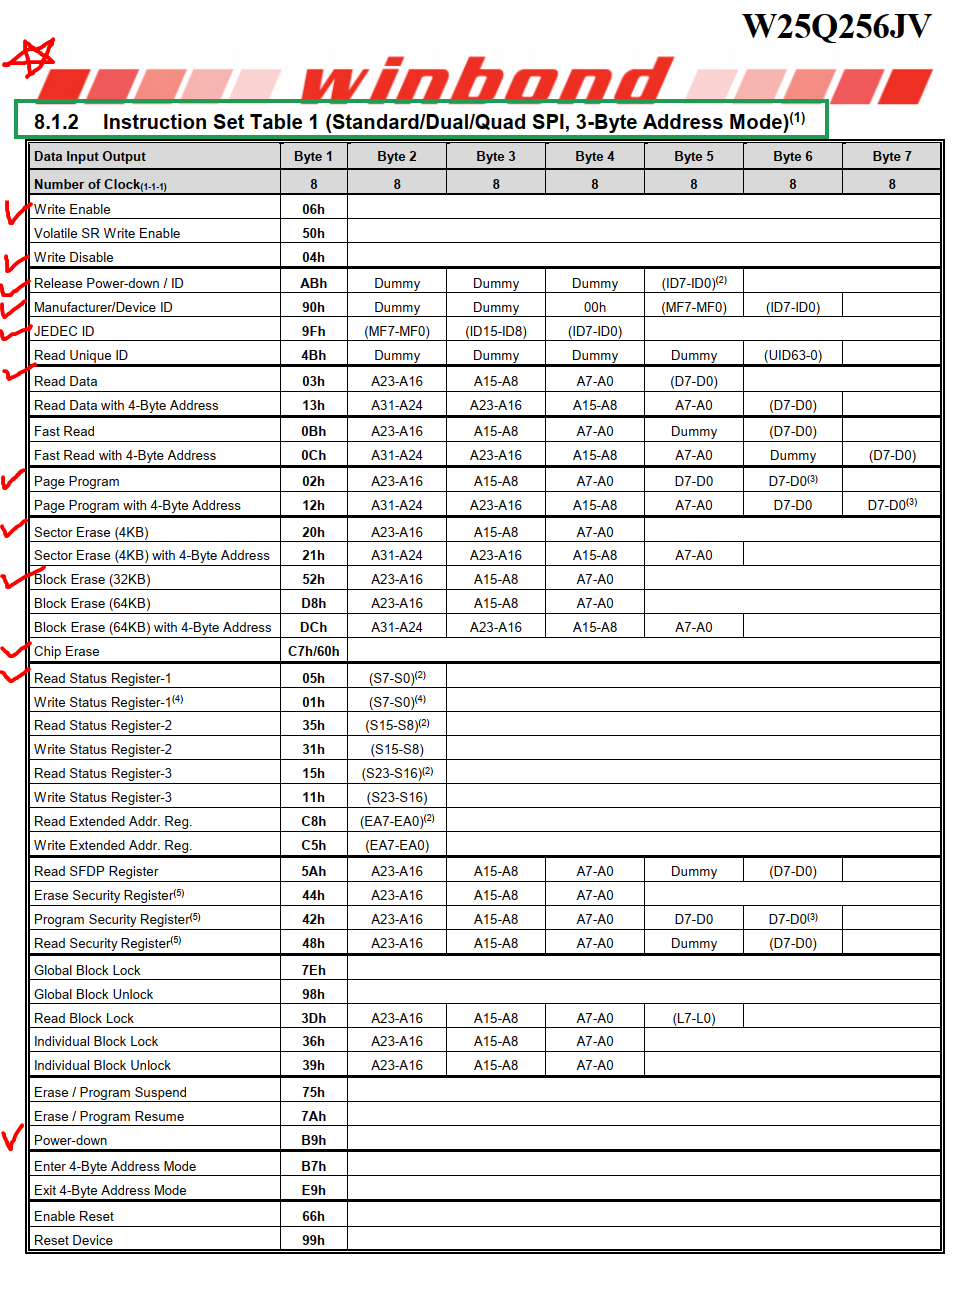 W25Q256JV
winbond
8.1.2 Instruction Set Table 1 (Standard/Dual/Quad SPI, 3-Byte Address Mode)(1)
Data Input Output Byte 1 Byte 2 Byte 3 Byte 4 Byte 5 Byte 6 Byte 7
Number of Clock(1-1-1) 8 8 8 8 8 8 8
Write Enable 06h
Volatile SR Write Enable 50h
Write Disable 04h
Release Power-down / ID ABh Dummy Dummy Dummy (ID7-ID0)(2)
Manufacturer/Device ID 90h Dummy Dummy 00h (MF7-MF0) (ID7-ID0)
JEDEC ID 9Fh (MF7-MF0) (ID15-ID8) (ID7-ID0)
Read Unique ID 4Bh Dummy Dummy Dummy Dummy (UID63-0)
Read Data 03h A23-A16 A15-A8 A7-A0 (D7-D0)
Read Data with 4-Byte Address 13h A31-A24 A23-A16 A15-A8 A7-A0 (D7-D0)
Fast Read 0Bh A23-A16 A15-A8 A7-A0 Dummy (D7-D0)
Fast Read with 4-Byte Address 0Ch A31-A24 A23-A16 A15-A8 A7-A0 Dummy (D7-D0)
Page Program 02h A23-A16 A15-A8 A7-A0 D7-D0 D7-D0(3)
Page Program with 4-Byte Address 12h A31-A24 A23-A16 A15-A8 A7-A0 D7-D0 D7-D0(3)
Sector Erase (4KB) 20h A23-A16 A15-A8 A7-A0
Sector Erase (4KB) with 4-Byte Address 21h A31-A24 A23-A16 A15-A8 A7-A0
Block Erase (32KB) 52h A23-A16 A15-A8 A7-A0
Block Erase (64KB) D8h A23-A16 A15-A8 A7-A0
Block Erase (64KB) with 4-Byte Address DCh A31-A24 A23-A16 A15-A8 A7-A0
Chip Erase C7h/60h
Read Status Register-1 05h (S7-S0)(2)
Write Status Register-1(4) 01h (S7-S0)(4)
Read Status Register-2 35h (S15-S8)(2)
Write Status Register-2 31h (S15-S8)
Read Status Register-3 15h (S23-S16)(2)
Write Status Register-3 11h (S23-S16)
Read Extended Addr. Reg. C8h (EA7-EA0)(2)
Write Extended Addr. Reg. C5h (EA7-EA0)
Read SFDP Register 5Ah A23-A16 A15-A8 A7-A0 Dummy (D7-D0)
Erase Security Register(5) 44h A23-A16 A15-A8 A7-A0
Program Security Register(5) 42h A23-A16 A15-A8 A7-A0 D7-D0 D7-D0(3)
Read Security Register(5) 48h A23-A16 A15-A8 A7-A0 Dummy (D7-D0)
Global Block Lock 7Eh
Global Block Unlock 98h
Read Block Lock 3Dh A23-A16 A15-A8 A7-A0 (L7-L0)
Individual Block Lock 36h A23-A16 A15-A8 A7-A0
Individual Block Unlock 39h A23-A16 A15-A8 A7-A0
Erase / Program Suspend 75h
Erase / Program Resume 7Ah
Power-down B9h
Enter 4-Byte Address Mode B7h
Exit 4-Byte Address Mode E9h
Enable Reset 66h
Reset Device 99h